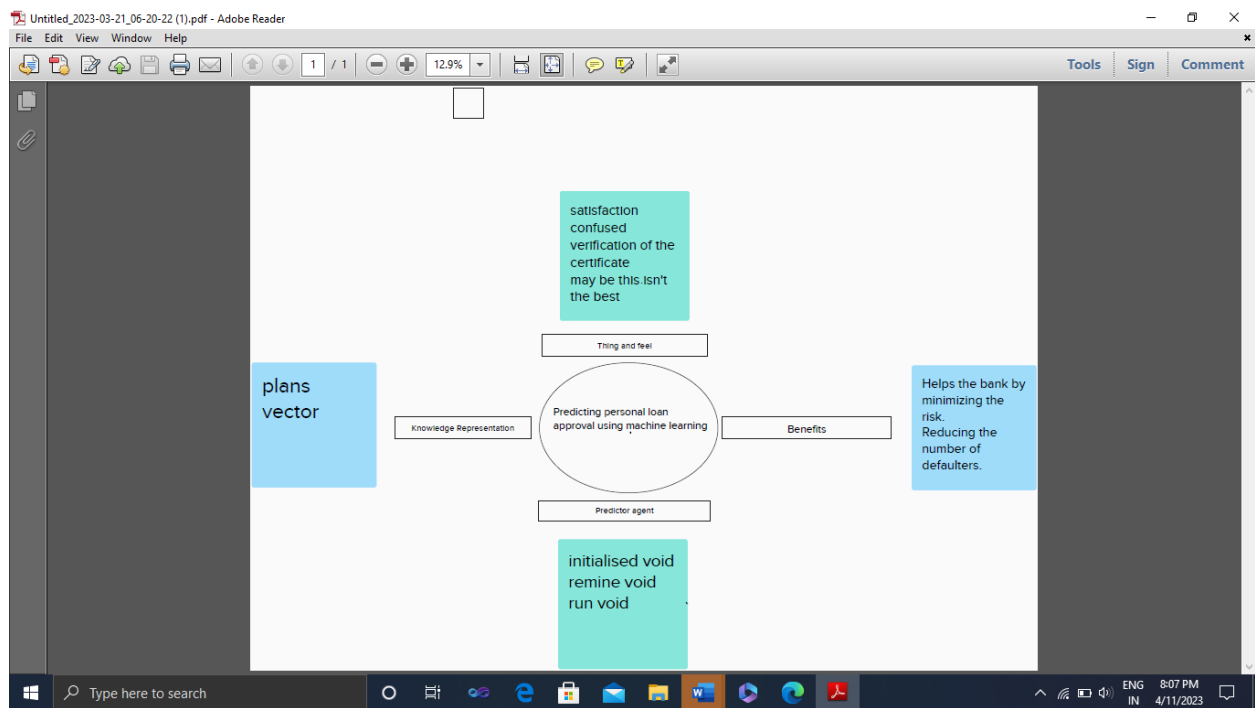 Untitled_2023-03-21_06-20-22 (1).pdf - Adobe Reader
File Edit View Window Help
1 / 1 12.9% Tools Sign Comment
satisfaction
confused
verification of the
certificate
may be this.isn't
the best
Thing and feel
plans
vector
Knowledge Representation
Predicting personal loan
approval using machine learning
Benefits
Helps the bank by
minimizing the
risk.
Reducing the
number of
defaulters.
Predictor agent
initialised void
remine void
run void
Type here to search
ENG
IN
8:07 PM
4/11/2023